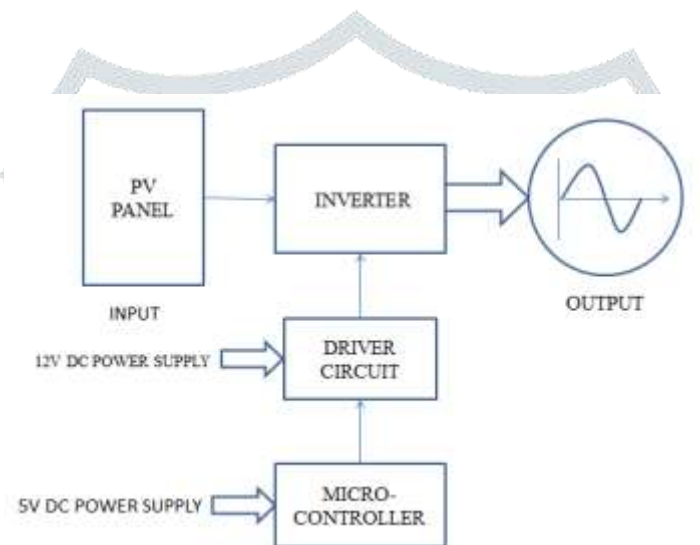 PV
PANEL
INVERTER
INPUT
OUTPUT
12V DC POWER SUPPLY
DRIVER
CIRCUIT
5V DC POWER SUPPLY
MICRO-
CONTROLLER